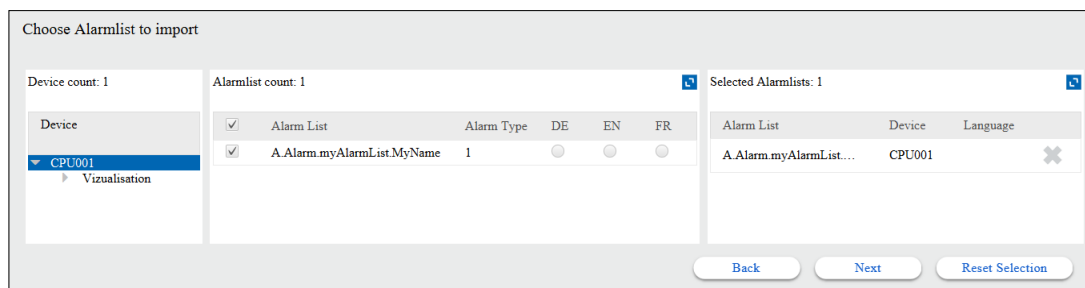 Choose Alarmlist to import
Device count: 1
Alarmlist count: 1
Selected Alarmlists: 1
Device
Alarm List Alarm Type DE EN FR
Alarm List Device Language
CPU001
A.Alarm.myAlarmList.MyName 1
A.Alarm.myAlarmList.... CPU001
Vizualisation
Back Next Reset Selection